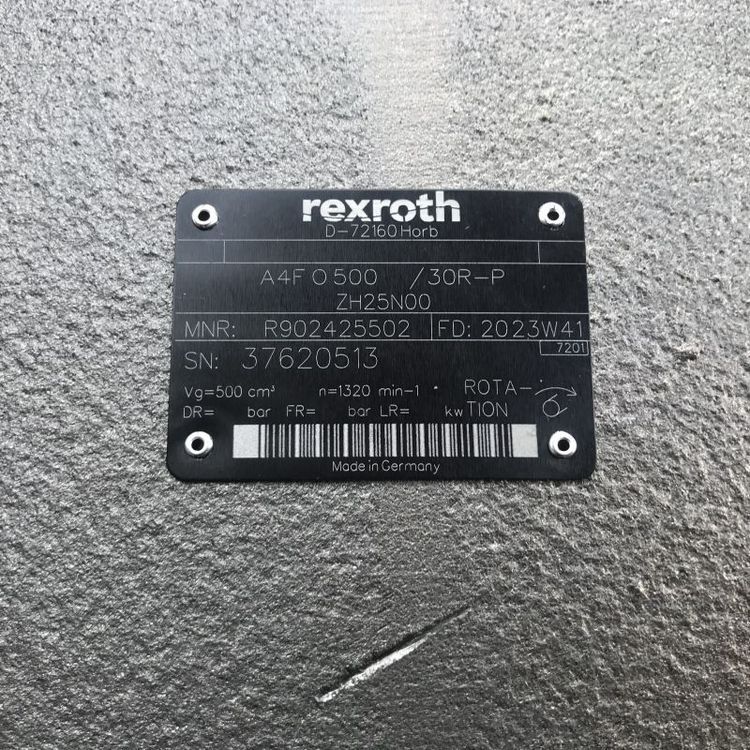 rexroth
D-72160 Horb
A4F O 500 /30R-P
ZH25N00
MNR: R902425502 FD: 2023W41
7201
SN: 37620513
Vg=500 cm³ n=1320 min-1 * ROTA-
DR= bar FR= bar LR= kw TION
Made in Germany